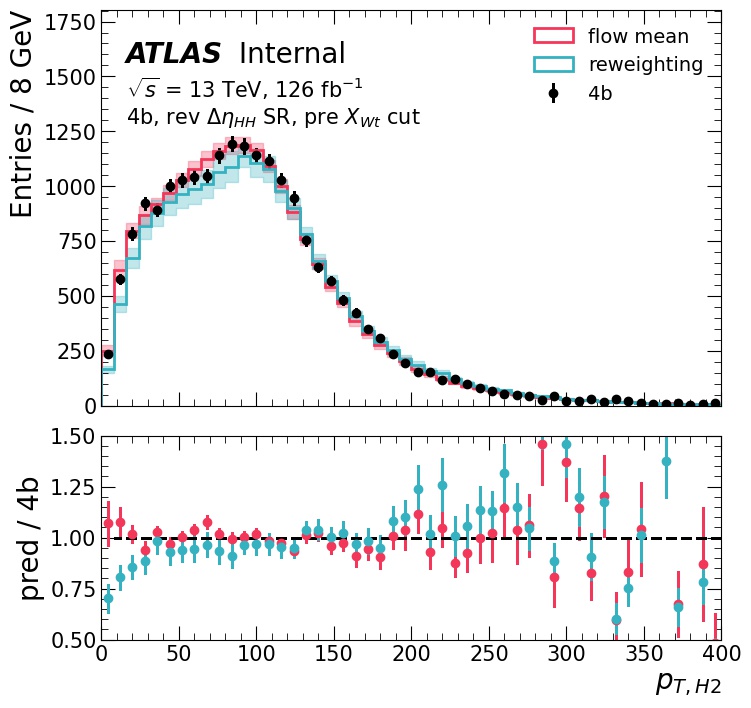 ATLAS Internal
√s = 13 TeV, 126 fb⁻¹
4b, rev Δη_HH SR, pre X_Wt cut
flow mean
reweighting
4b
Entries / 8 GeV
1750
1500
1250
1000
750
500
250
0
pred / 4b
1.50
1.25
1.00
0.75
0.50
0 50 100 150 200 250 300 350 400
p_T, H2